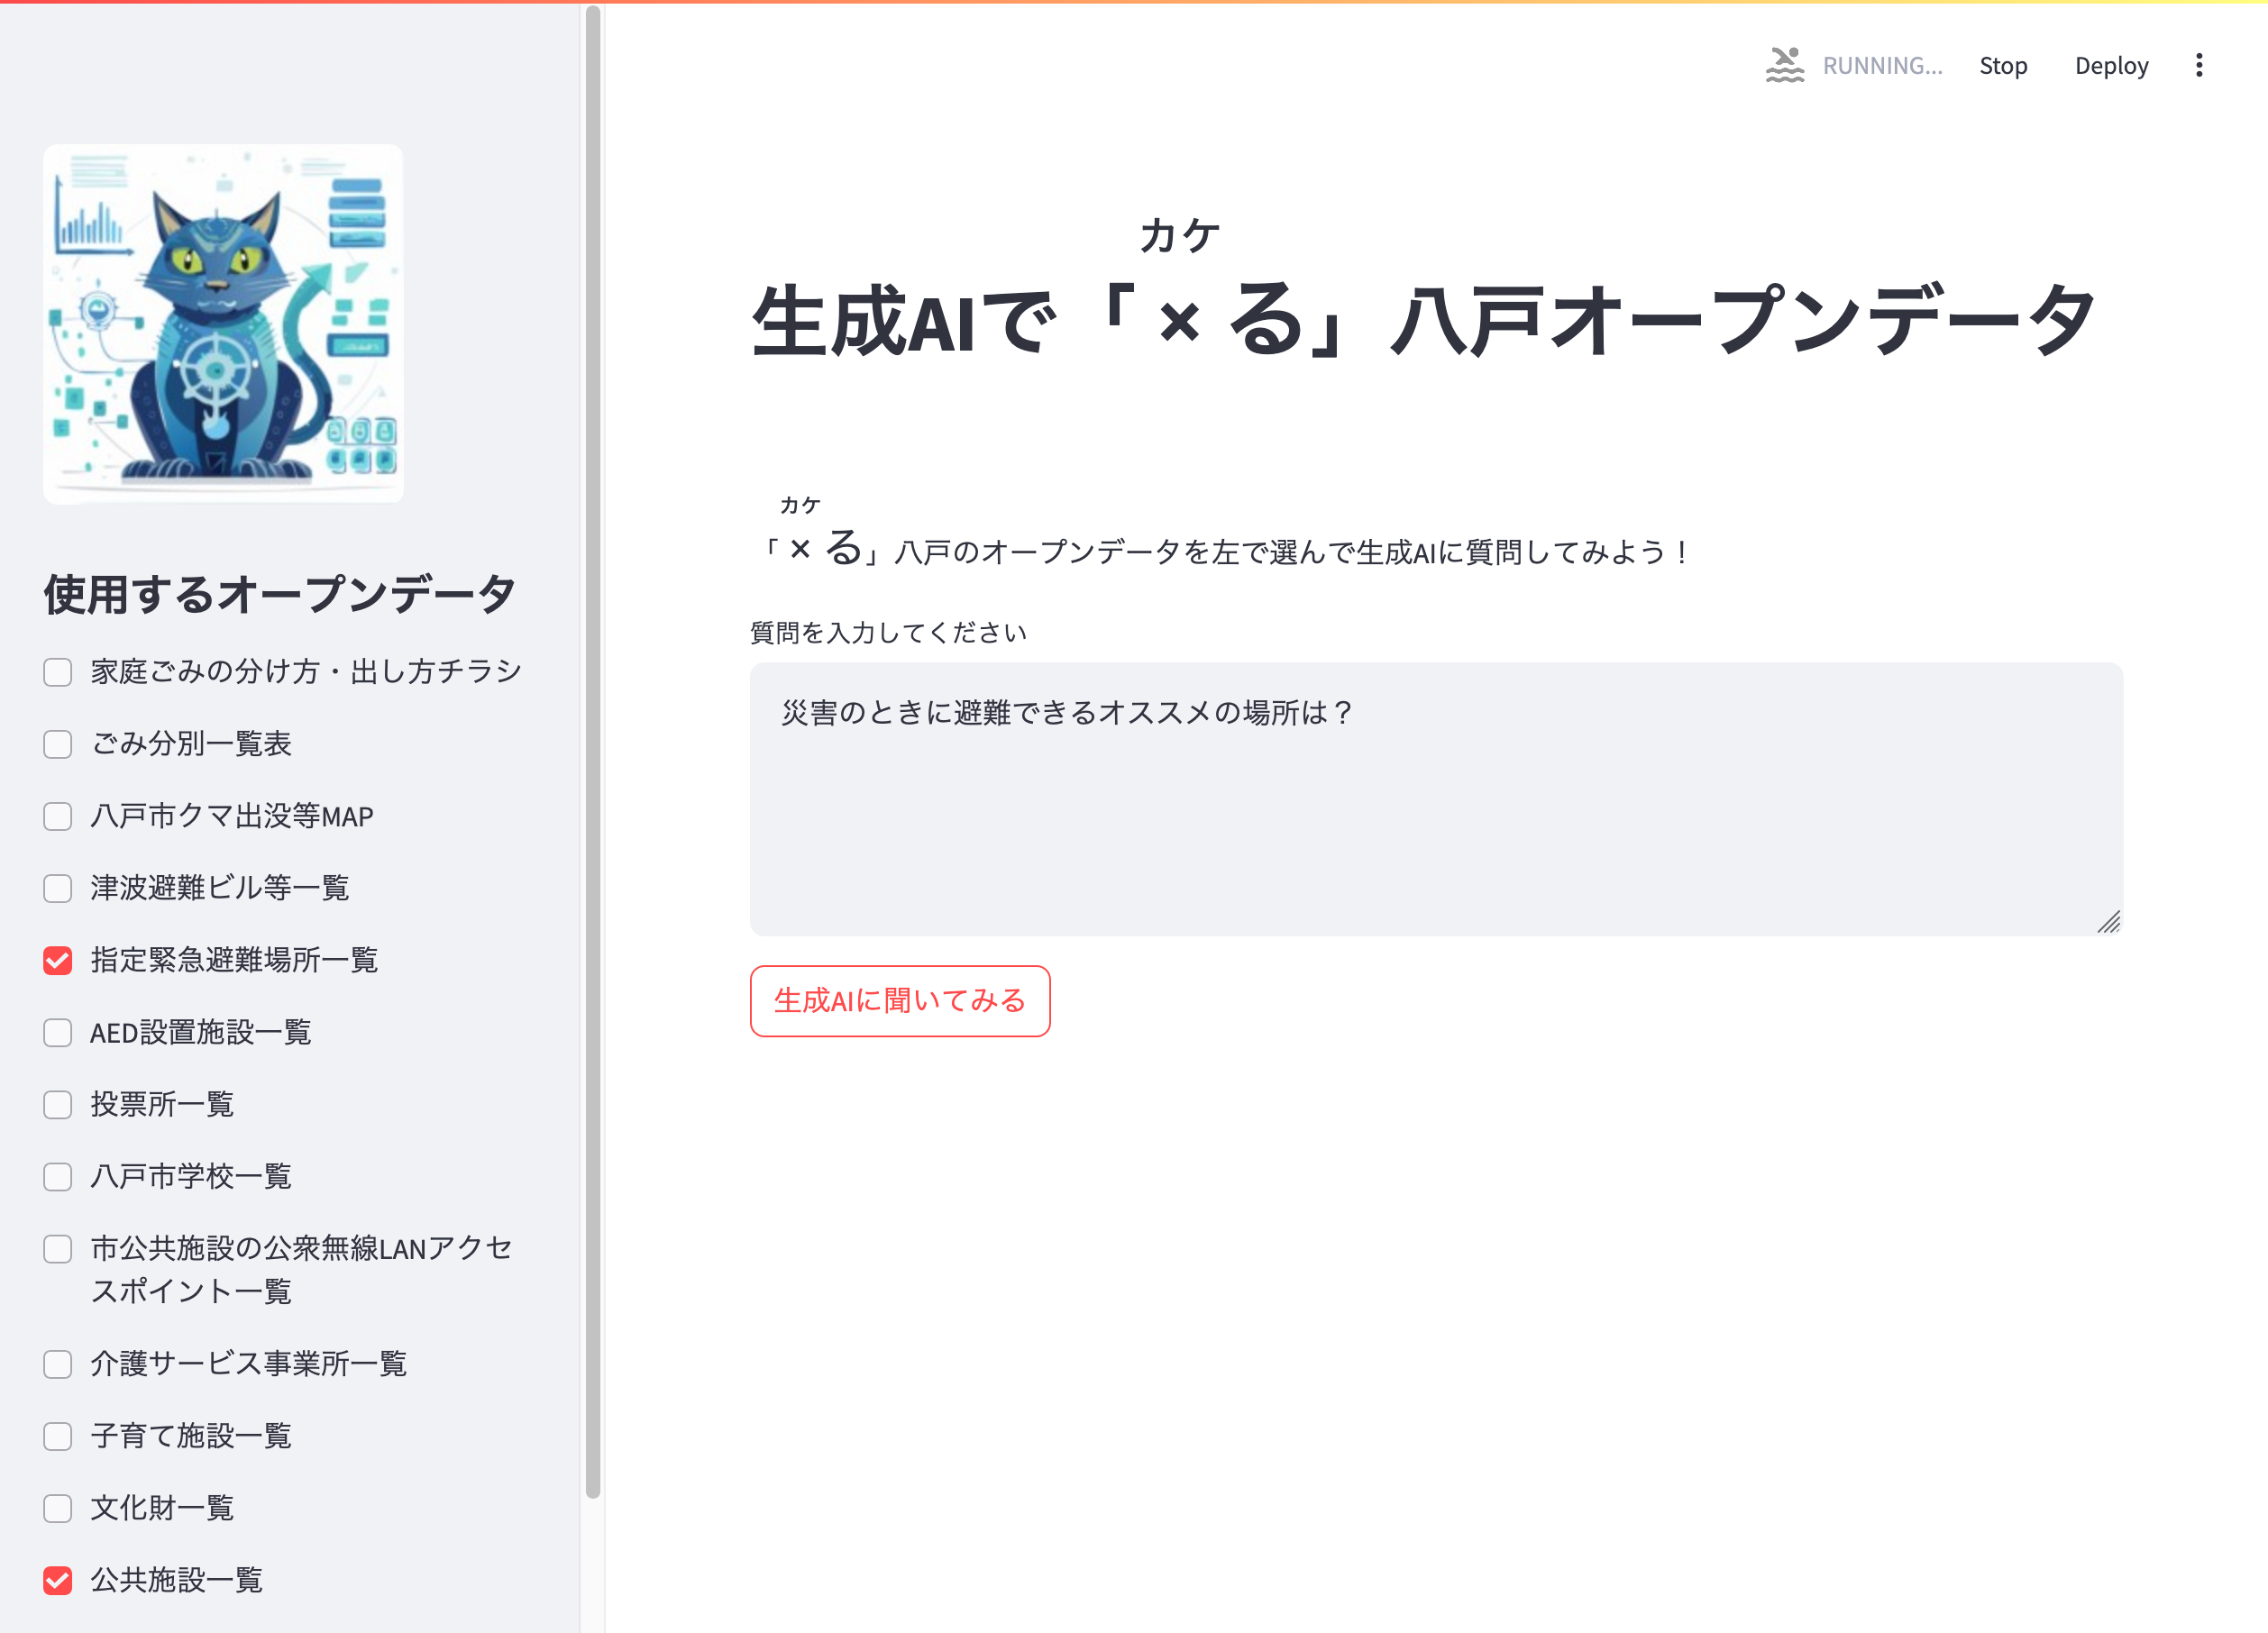 RUNNING...
Stop
Deploy
カケ
生成AIで「 × る」八戸オープンデータ
カケ
「 × る」八戸のオープンデータを左で選んで生成AIに質問してみよう！
質問を入力してください
災害のときに避難できるオススメの場所は？
生成AIに聞いてみる
使用するオープンデータ
家庭ごみの分け方・出し方チラシ
ごみ分別一覧表
八戸市クマ出没等MAP
津波避難ビル等一覧
指定緊急避難場所一覧
AED設置施設一覧
投票所一覧
八戸市学校一覧
市公共施設の公衆無線LANアクセ
スポイント一覧
介護サービス事業所一覧
子育て施設一覧
文化財一覧
公共施設一覧